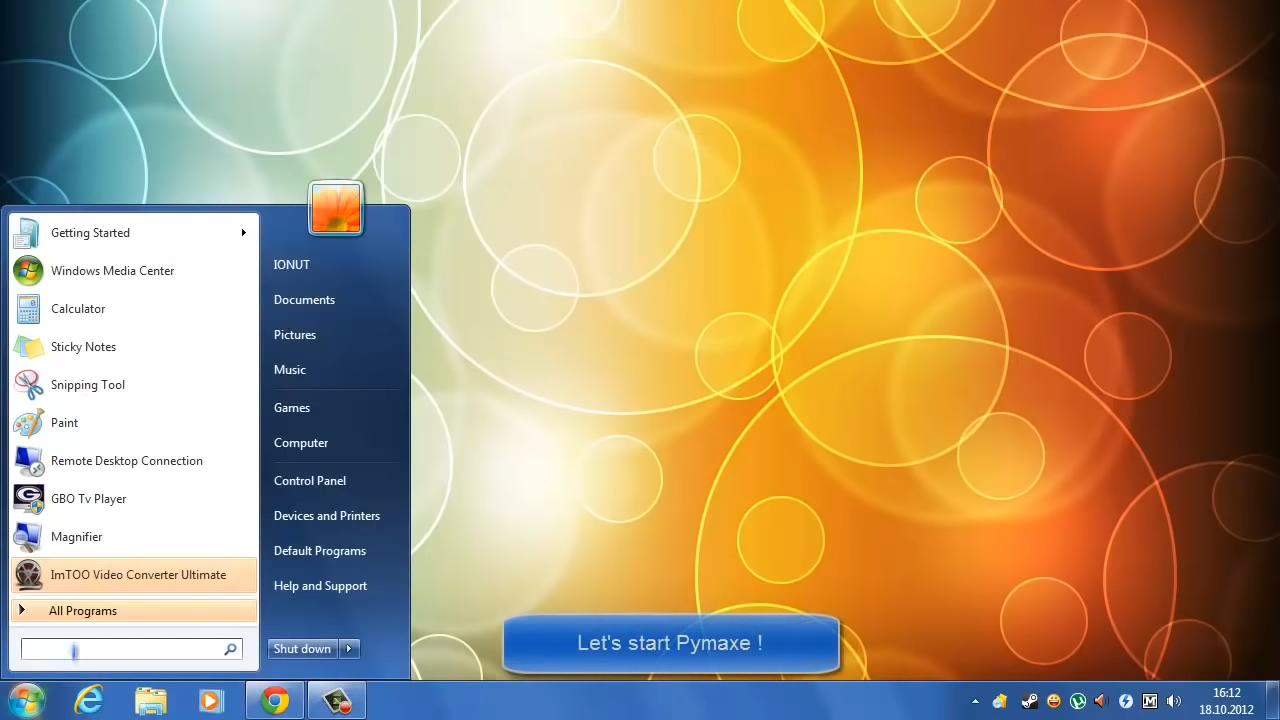 Getting Started
Windows Media Center
Calculator
Sticky Notes
Snipping Tool
Paint
Remote Desktop Connection
GBO Tv Player
Magnifier
ImTOO Video Converter Ultimate
All Programs
IONUT
Documents
Pictures
Music
Games
Computer
Control Panel
Devices and Printers
Default Programs
Help and Support
Shut down
Let's start Pymaxe !
16:12
18.10.2012